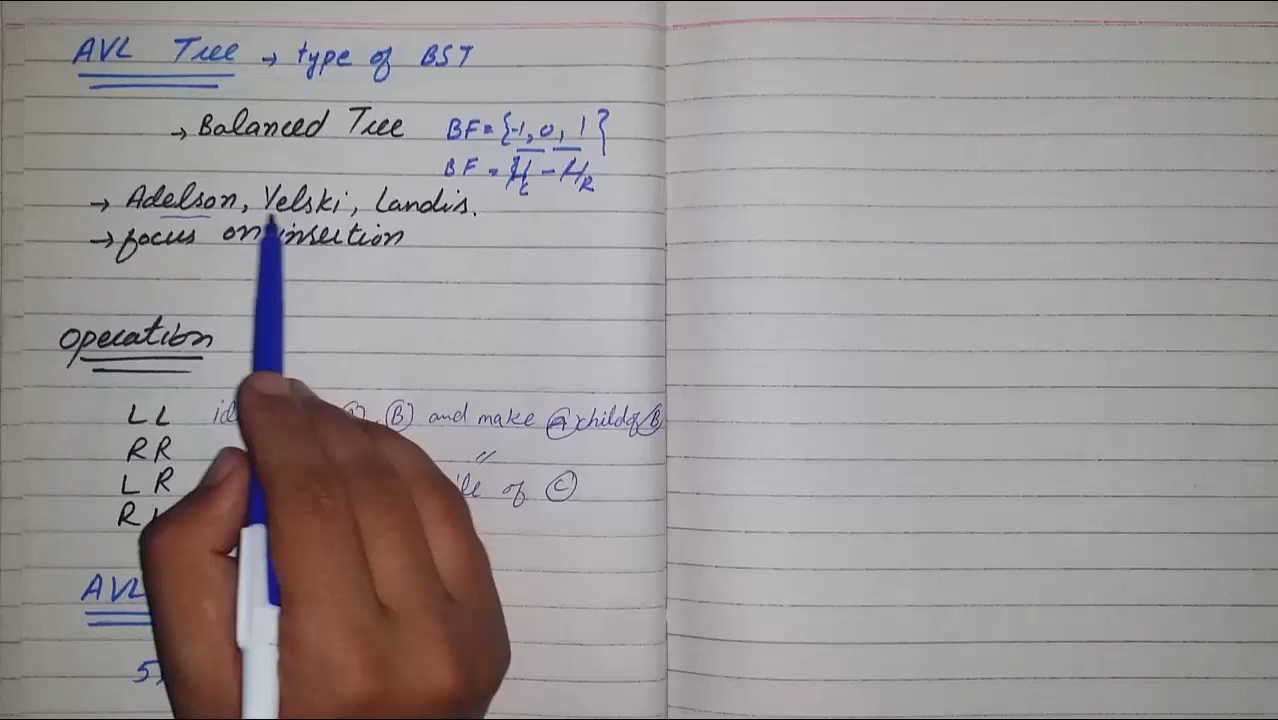 AVL Tree → type of BST
→ Balanced Tree BF = {-1, 0, 1}
BF = HL - HR
→ Adelson, Velski, Landis.
→ focus on insertion
Operation
LL B and make A child of B
RR "
LR of C
R
AVL
5,